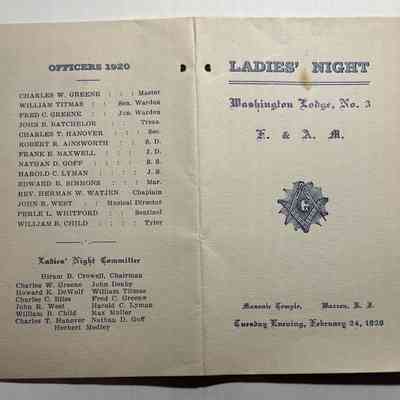 OFFICERS 1920
CHARLES W. GREENE : : : Master
WILLIAM TITMAS : : Sen. Warden
FRED C. GREENE : Jun. Warden
JOHN B. BATCHELOR : : Treas.
CHARLES T. HANOVER : : Sec.
ROBERT R. AINSWORTH : : S. D.
FRANK E. MAXWELL : : J. D.
NATHAN D. GOFF : : : S. S.
HAROLD C. LYMAN : : J. S.
EDWARD B. SIMMONS : : Mar.
REV. HERMAN W. WATJEN Chaplain
JOHN R. WEST : Musical Director
PERLE L. WHITFORD : Sentinel
WILLIAM B. CHILD : : Tyler
Ladies' Night Committee
Hiram B. Crowell, Chairman
Charles W. Greene John Denby
Howard K. DeWolf William Titmas
Charles C. Bliss Fred C. Greene
John R. West Harold C. Lyman
William B. Child Max Muller
Charles T. Hanover Nathan D. Goff
Herbert Medley
LADIES' NIGHT
Washington Lodge, No. 3
F. & A. M.
G
Masonic Temple, Warren, R. I.
Tuesday Evening, February 24, 1920